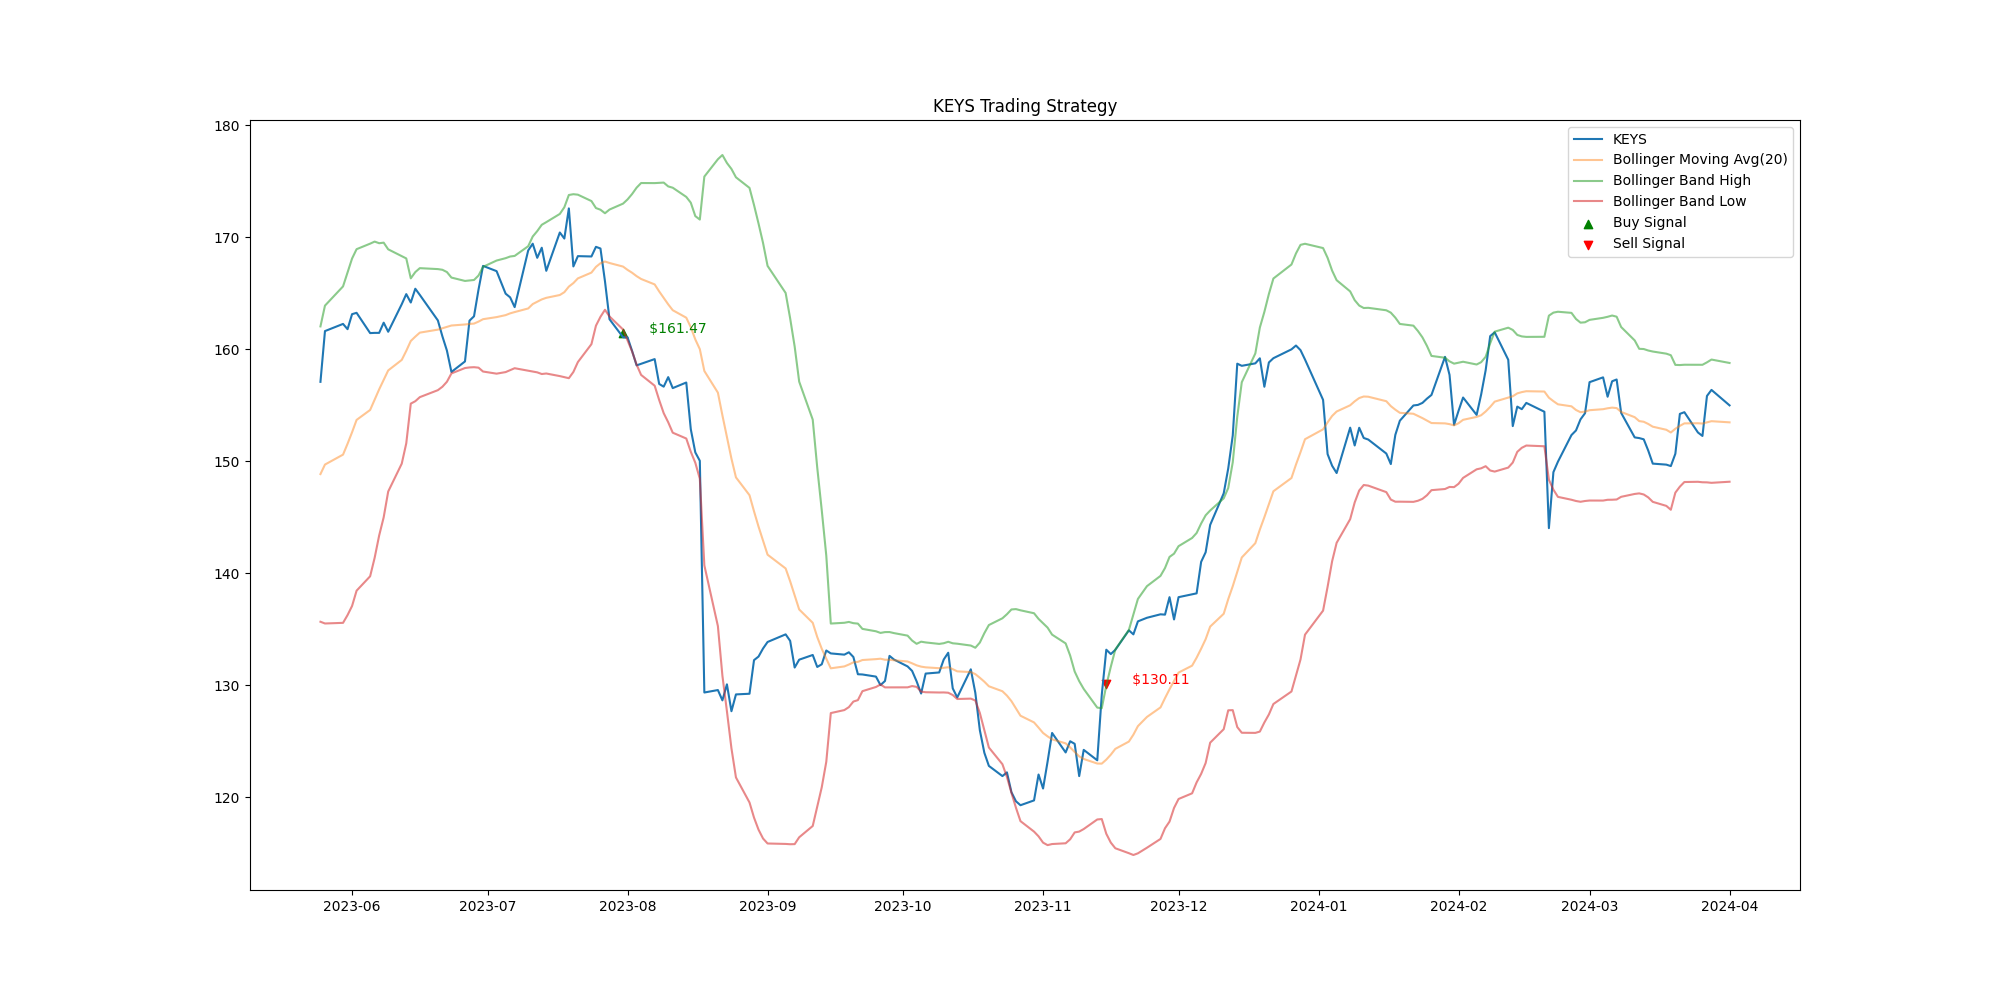 KEYS Trading Strategy
180
170
160
150
140
130
120
KEYS
Bollinger Moving Avg(20)
Bollinger Band High
Bollinger Band Low
Buy Signal
Sell Signal
$161.47
$130.11
2023-06 2023-07 2023-08 2023-09 2023-10 2023-11 2023-12 2024-01 2024-02 2024-03 2024-04